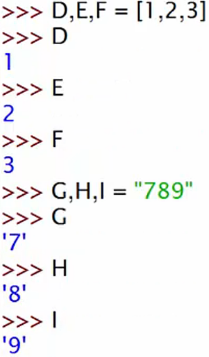 >>> D,E,F = [1,2,3]
>>> D
1
>>> E
2
>>> F
3
>>> G,H,I = "789"
>>> G
'7'
>>> H
'8'
>>> I
'9'